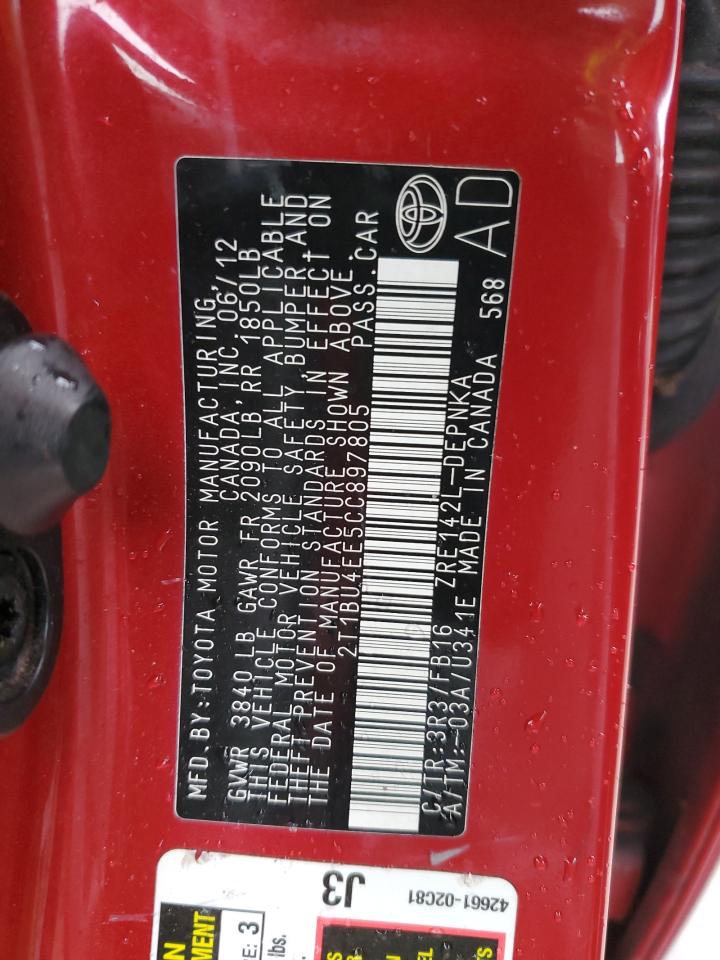 MFD.BY:TOYOTA MOTOR MANUFACTURING,
CANADA, INC. 06/12
GVWR 3840 LB GAWR FR 2090LB, RR 1850LB
THIS VEHICLE CONFORMS TO ALL APPLICABLE
FEDERAL MOTOR VEHICLE SAFETY, BUMPER, AND
THEFT PREVENTION STANDARDS IN EFFECT ON
THE DATE OF MANUFACTURE SHOWN ABOVE.
2T1BU4EE5CC897805 PASS.CAR
C/TR:3R3/FB16 ZRE142L-DEPNKA
A/TM:-03A/U341E MADE IN CANADA 568
AD
J3
42661-02C81
3
lbs.